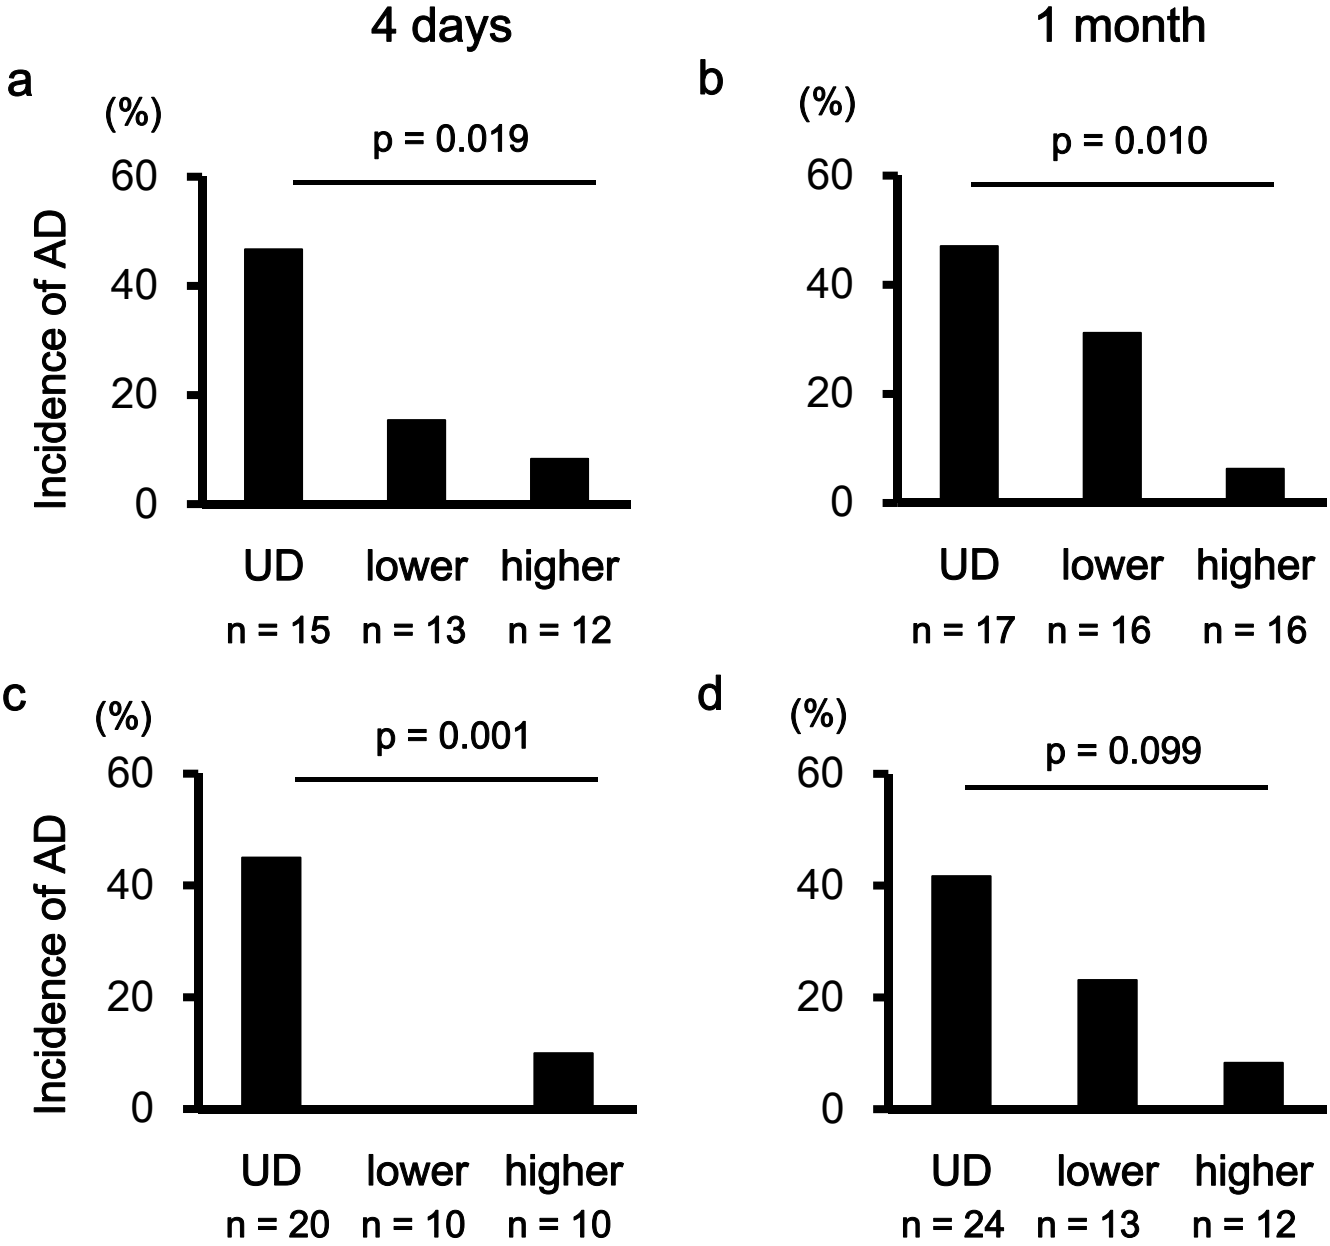 4 days
1 month
a
(%)
p = 0.019
60
40
20
0
Incidence of AD
UD lower higher
n = 15 n = 13 n = 12
b
(%)
p = 0.010
60
40
20
0
UD lower higher
n = 17 n = 16 n = 16
c
(%)
p = 0.001
60
40
20
0
Incidence of AD
UD lower higher
n = 20 n = 10 n = 10
d
(%)
p = 0.099
60
40
20
0
UD lower higher
n = 24 n = 13 n = 12